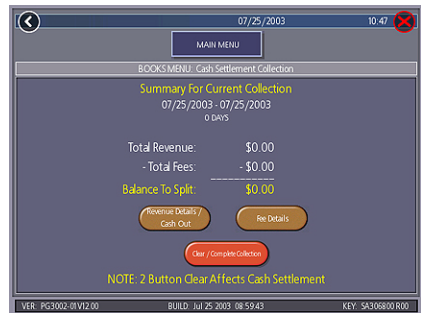 07/25/2003 10:47
MAIN MENU
BOOKS MENU: Cash Settlement Collection
Summary For Current Collection
07/25/2003 - 07/25/2003
0 DAYS
Total Revenue: $0.00
- Total Fees: - $0.00
Balance To Split: $0.00
Revenue Details /
Cash Out
Fee Details
Clear / Complete Collection
NOTE: 2 Button Clear Affects Cash Settlement
VER: PG3002-01V12.00 BUILD: Jul 25 2003 08:59:43 KEY: SA306800 R00